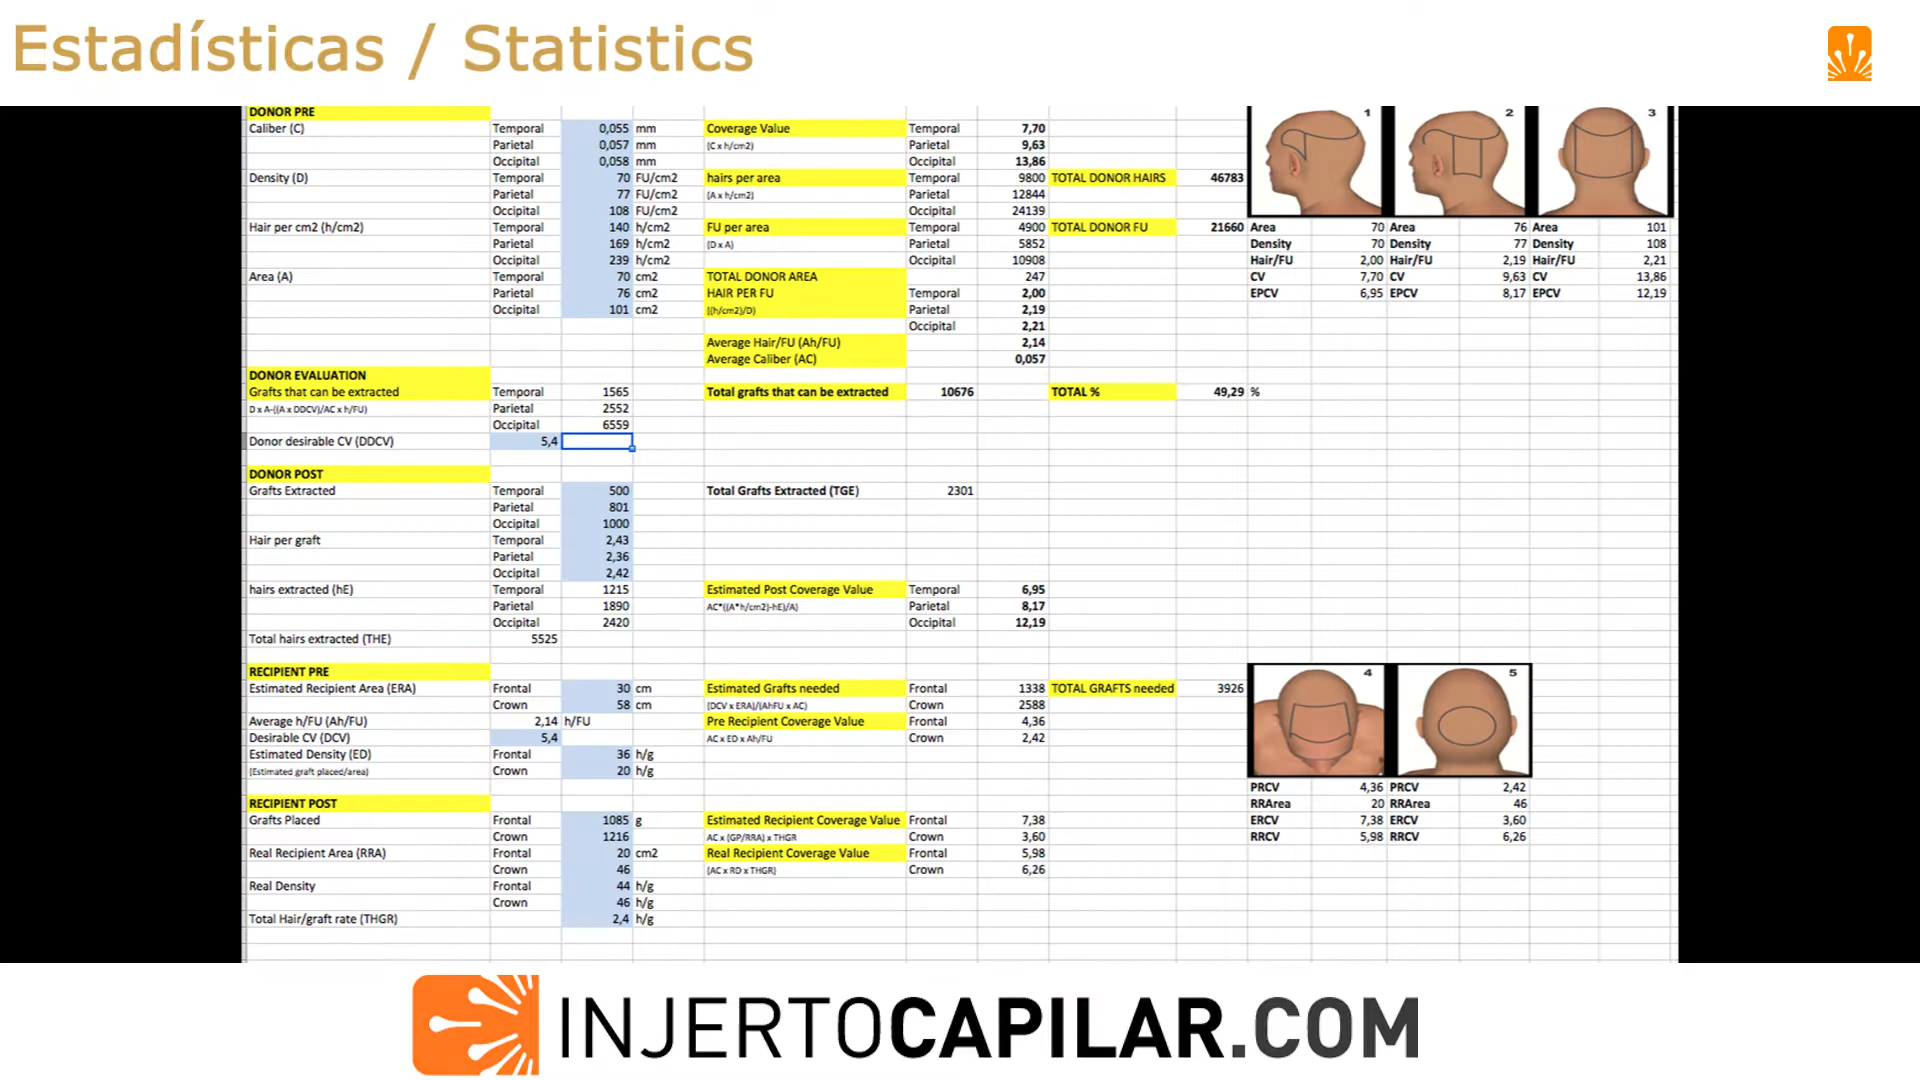 Estadísticas / Statistics
DONOR PRE 1 2 3
Caliber (C) Temporal 0,055 mm Coverage Value Temporal 7,70
Parietal 0,057 mm (C x h/cm2) Parietal 9,63
Occipital 0,058 mm Occipital 13,86
Density (D) Temporal 70 FU/cm2 hairs per area Temporal 9800 TOTAL DONOR HAIRS 46783
Parietal 77 FU/cm2 (A x h/cm2) Parietal 12844
Occipital 108 FU/cm2 Occipital 24139
Hair per cm2 (h/cm2) Temporal 140 h/cm2 FU per area Temporal 4900 TOTAL DONOR FU 21660 Area 70 Area 76 Area 101
Parietal 169 h/cm2 (D x A) Parietal 5852 Density 70 Density 77 Density 108
Occipital 239 h/cm2 Occipital 10908 Hair/FU 2,00 Hair/FU 2,19 Hair/FU 2,21
Area (A) Temporal 70 cm2 TOTAL DONOR AREA 247 CV 7,70 CV 9,63 CV 13,86
Parietal 76 cm2 HAIR PER FU Temporal 2,00 EPCV 6,95 EPCV 8,17 EPCV 12,19
Occipital 101 cm2 ((h/cm2)/D) Parietal 2,19
Occipital 2,21
Average Hair/FU (Ah/FU) 2,14
Average Caliber (AC) 0,057
DONOR EVALUATION
Grafts that can be extracted Temporal 1565 Total grafts that can be extracted 10676 TOTAL % 49,29 %
D x A-((A x DDCV)/AC x h/FU) Parietal 2552
Occipital 6559
Donor desirable CV (DDCV) 5,4
DONOR POST
Grafts Extracted Temporal 500 Total Grafts Extracted (TGE) 2301
Parietal 801
Occipital 1000
Hair per graft Temporal 2,43
Parietal 2,36
Occipital 2,42
hairs extracted (hE) Temporal 1215 Estimated Post Coverage Value Temporal 6,95
Parietal 1890 AC*((A*h/cm2)-hE)/A) Parietal 8,17
Occipital 2420 Occipital 12,19
Total hairs extracted (THE) 5525
RECIPIENT PRE 4 5
Estimated Recipient Area (ERA) Frontal 30 cm Estimated Grafts needed Frontal 1338 TOTAL GRAFTS needed 3926
Crown 58 cm (DCV x ERA)/(AhFU x AC) Crown 2588
Average h/FU (Ah/FU) 2,14 h/FU Pre Recipient Coverage Value Frontal 4,36
Desirable CV (DCV) 5,4 AC x ED x Ah/FU Crown 2,42
Estimated Density (ED) Frontal 36 h/g
(Estimated graft placed/area) Crown 20 h/g
PRCV 4,36 PRCV 2,42
RECIPIENT POST RRArea 20 RRArea 46
Grafts Placed Frontal 1085 g Estimated Recipient Coverage Value Frontal 7,38 ERCV 7,38 ERCV 3,60
Crown 1216 AC x (GP/RRA) x THGR Crown 3,60 RRCV 5,98 RRCV 6,26
Real Recipient Area (RRA) Frontal 20 cm2 Real Recipient Coverage Value Frontal 5,98
Crown 46 (AC x RD x THGR) Crown 6,26
Real Density Frontal 44 h/g
Crown 46 h/g
Total Hair/graft rate (THGR) 2,4 h/g
INJERTOCAPILAR.COM